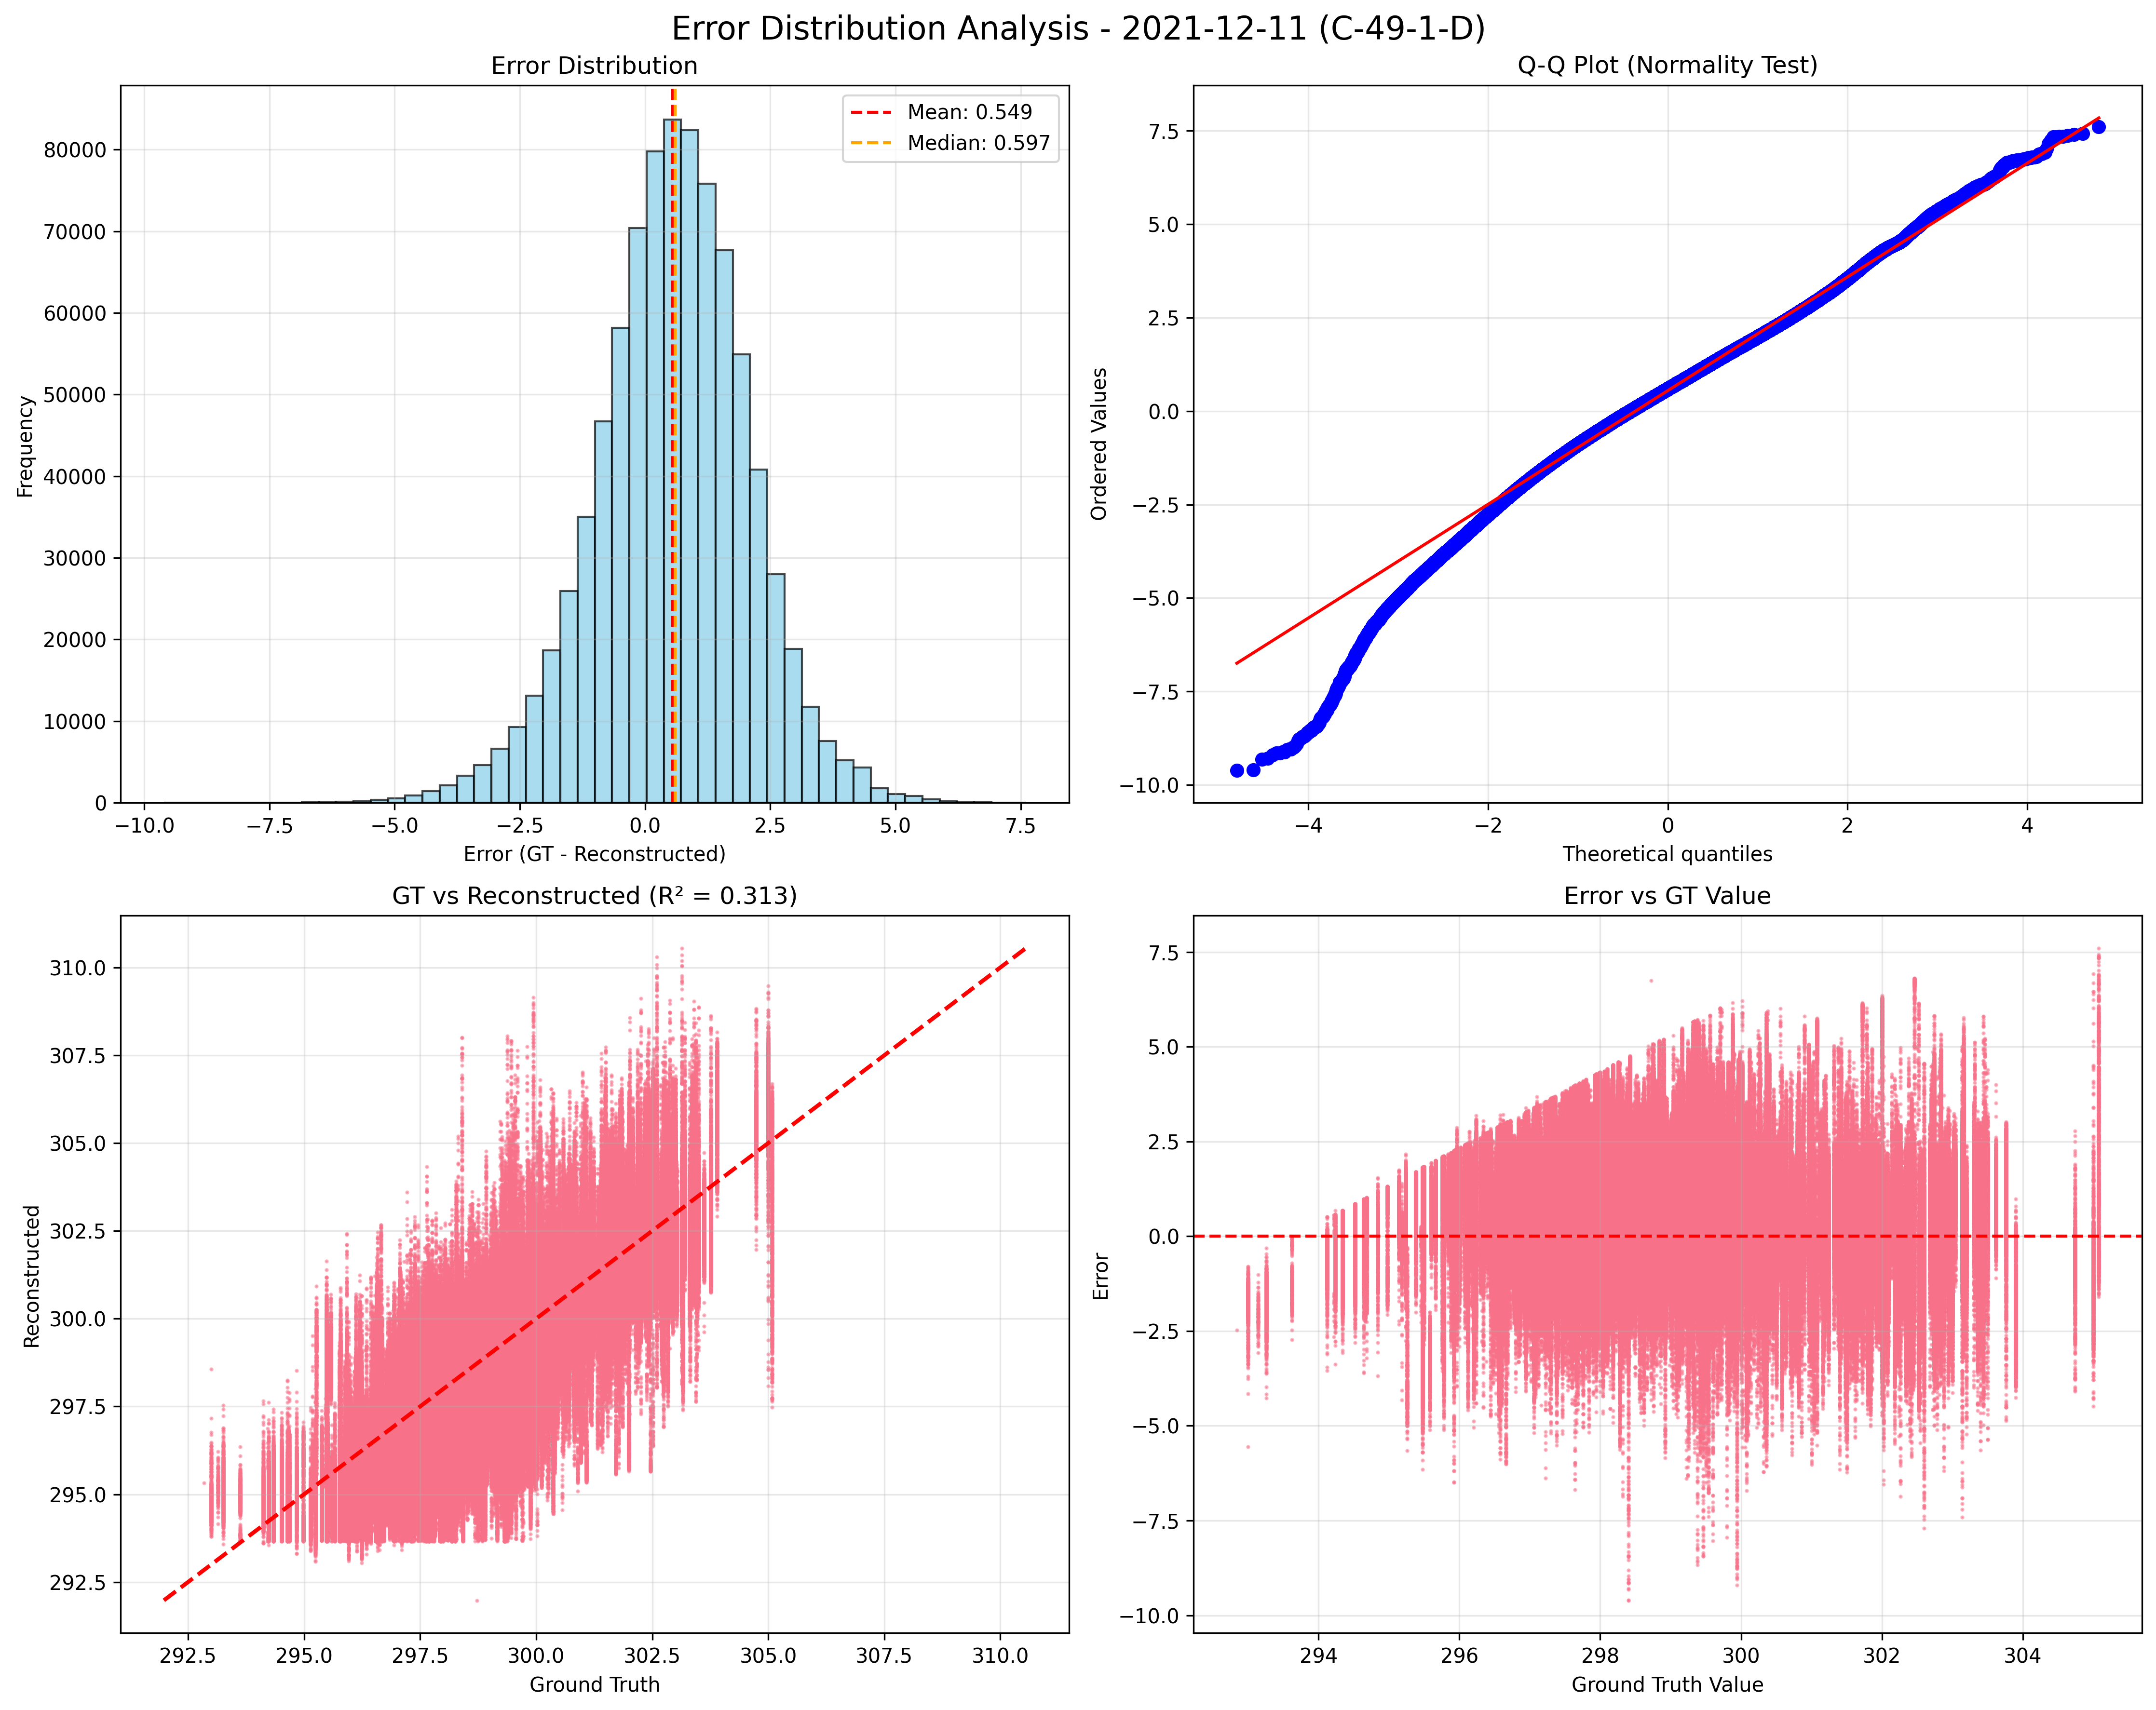 Error Distribution Analysis - 2021-12-11 (C-49-1-D)
Error Distribution
Mean: 0.549
Median: 0.597
Frequency
80000
70000
60000
50000
40000
30000
20000
10000
0
−10.0 −7.5 −5.0 −2.5 0.0 2.5 5.0 7.5
Error (GT - Reconstructed)
Q-Q Plot (Normality Test)
Ordered Values
7.5
5.0
2.5
0.0
−2.5
−5.0
−7.5
−10.0
−4 −2 0 2 4
Theoretical quantiles
GT vs Reconstructed (R² = 0.313)
Reconstructed
310.0
307.5
305.0
302.5
300.0
297.5
295.0
292.5
292.5 295.0 297.5 300.0 302.5 305.0 307.5 310.0
Ground Truth
Error vs GT Value
Error
7.5
5.0
2.5
0.0
−2.5
−5.0
−7.5
−10.0
294 296 298 300 302 304
Ground Truth Value